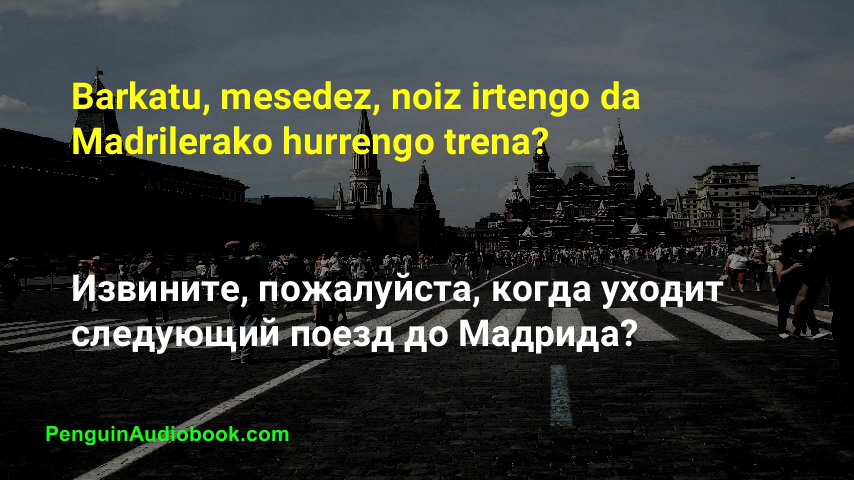 Barkatu, mesedez, noiz irtengo da
Madrilerako hurrengo trena?
Извините, пожалуйста, когда уходит
следующий поезд до Мадрида?
PenguinAudiobook.com